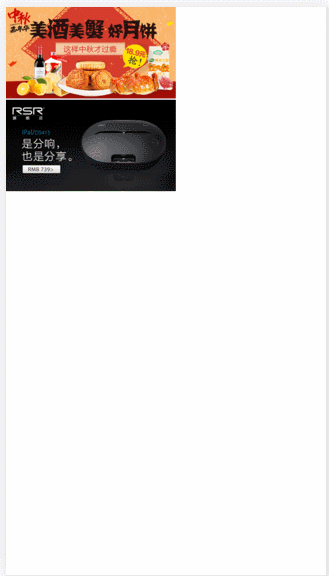 中秋
嘉年华
美酒美蟹 好月饼
这样中秋才过瘾
抢!
RSR
是分响,
也是分享。
RMB 739